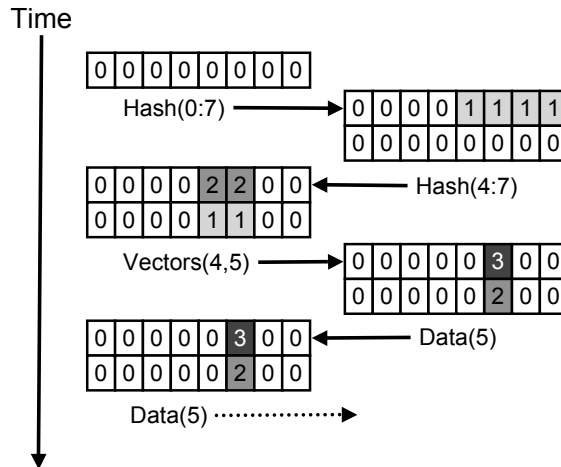 Time
0 0 0 0 0 0 0 0
Hash(0:7)
0 0 0 0 1 1 1 1
0 0 0 0 0 0 0 0
0 0 0 0 2 2 0 0
0 0 0 0 1 1 0 0
Hash(4:7)
Vectors(4,5)
0 0 0 0 0 3 0 0
0 0 0 0 0 2 0 0
0 0 0 0 0 3 0 0
0 0 0 0 0 2 0 0
Data(5)
Data(5)